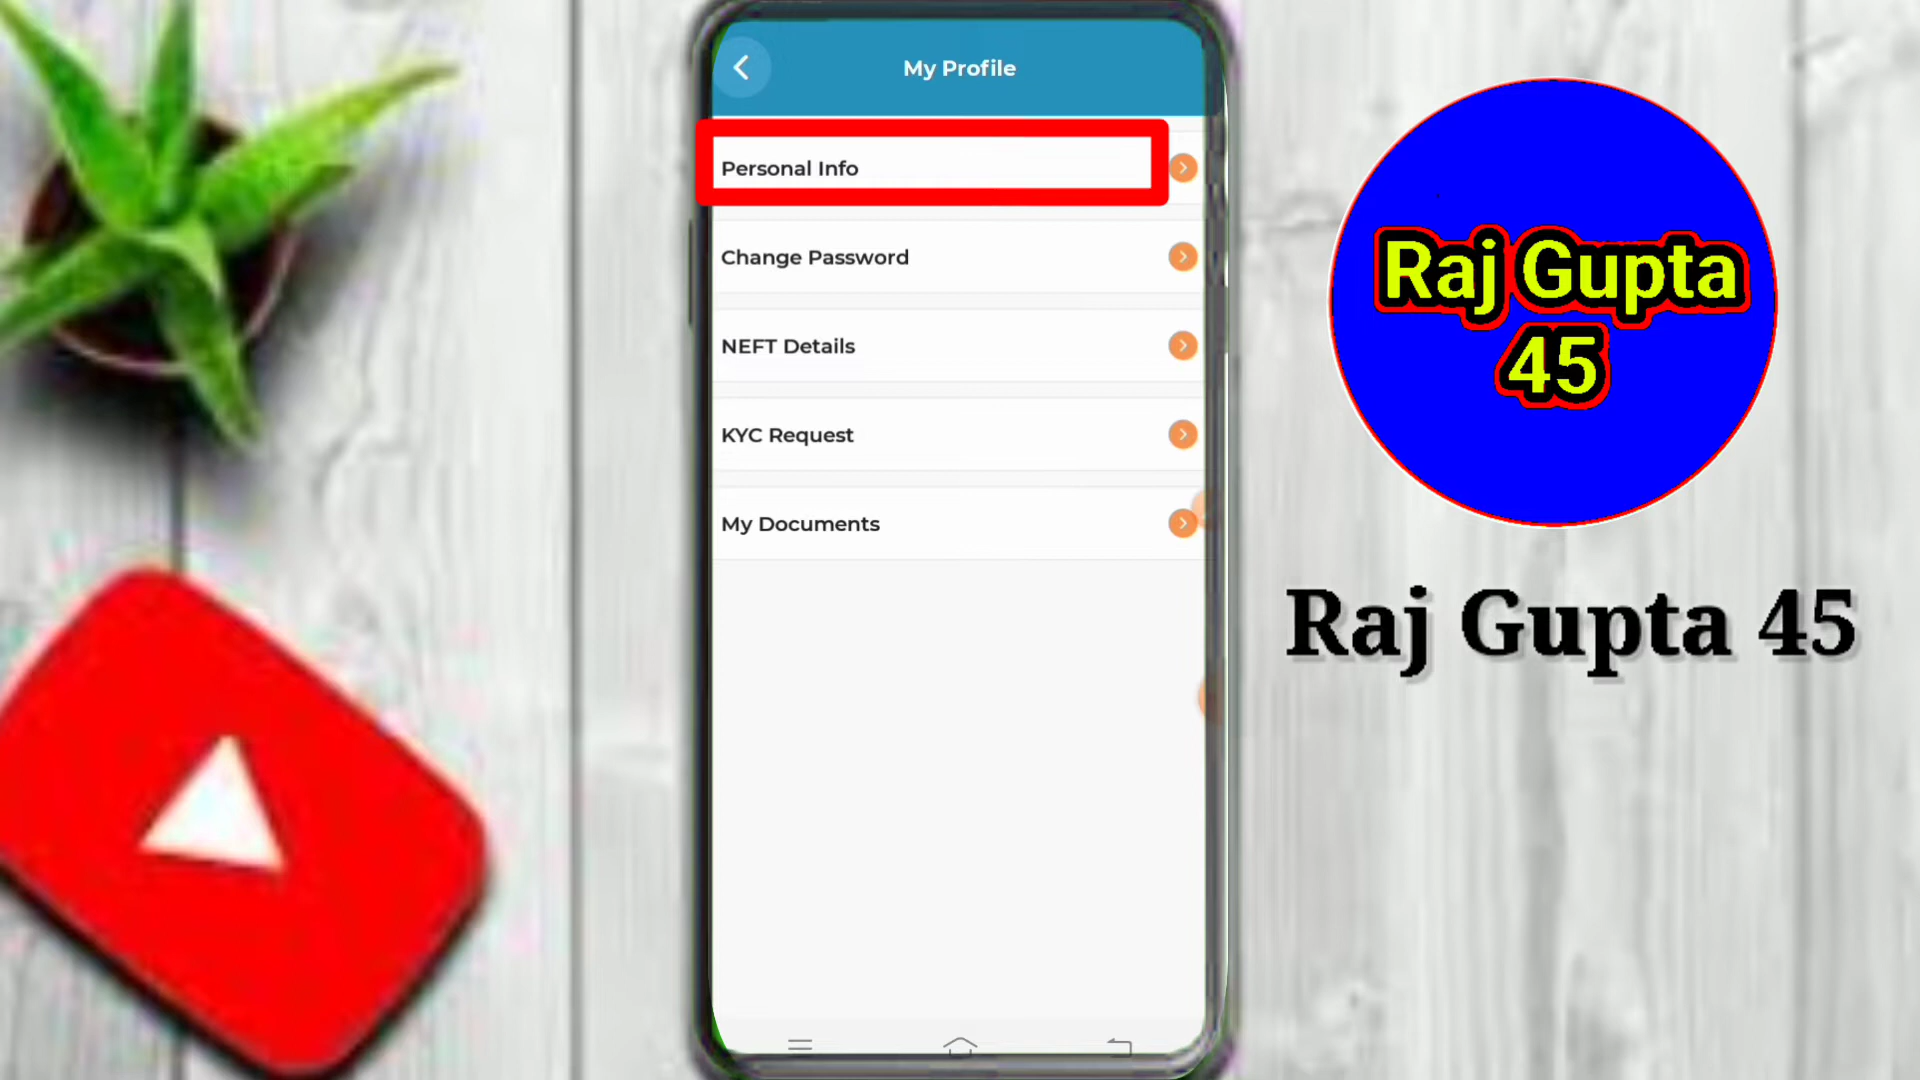 My Profile
Personal Info
Change Password
NEFT Details
KYC Request
My Documents
Raj Gupta
45
Raj Gupta 45